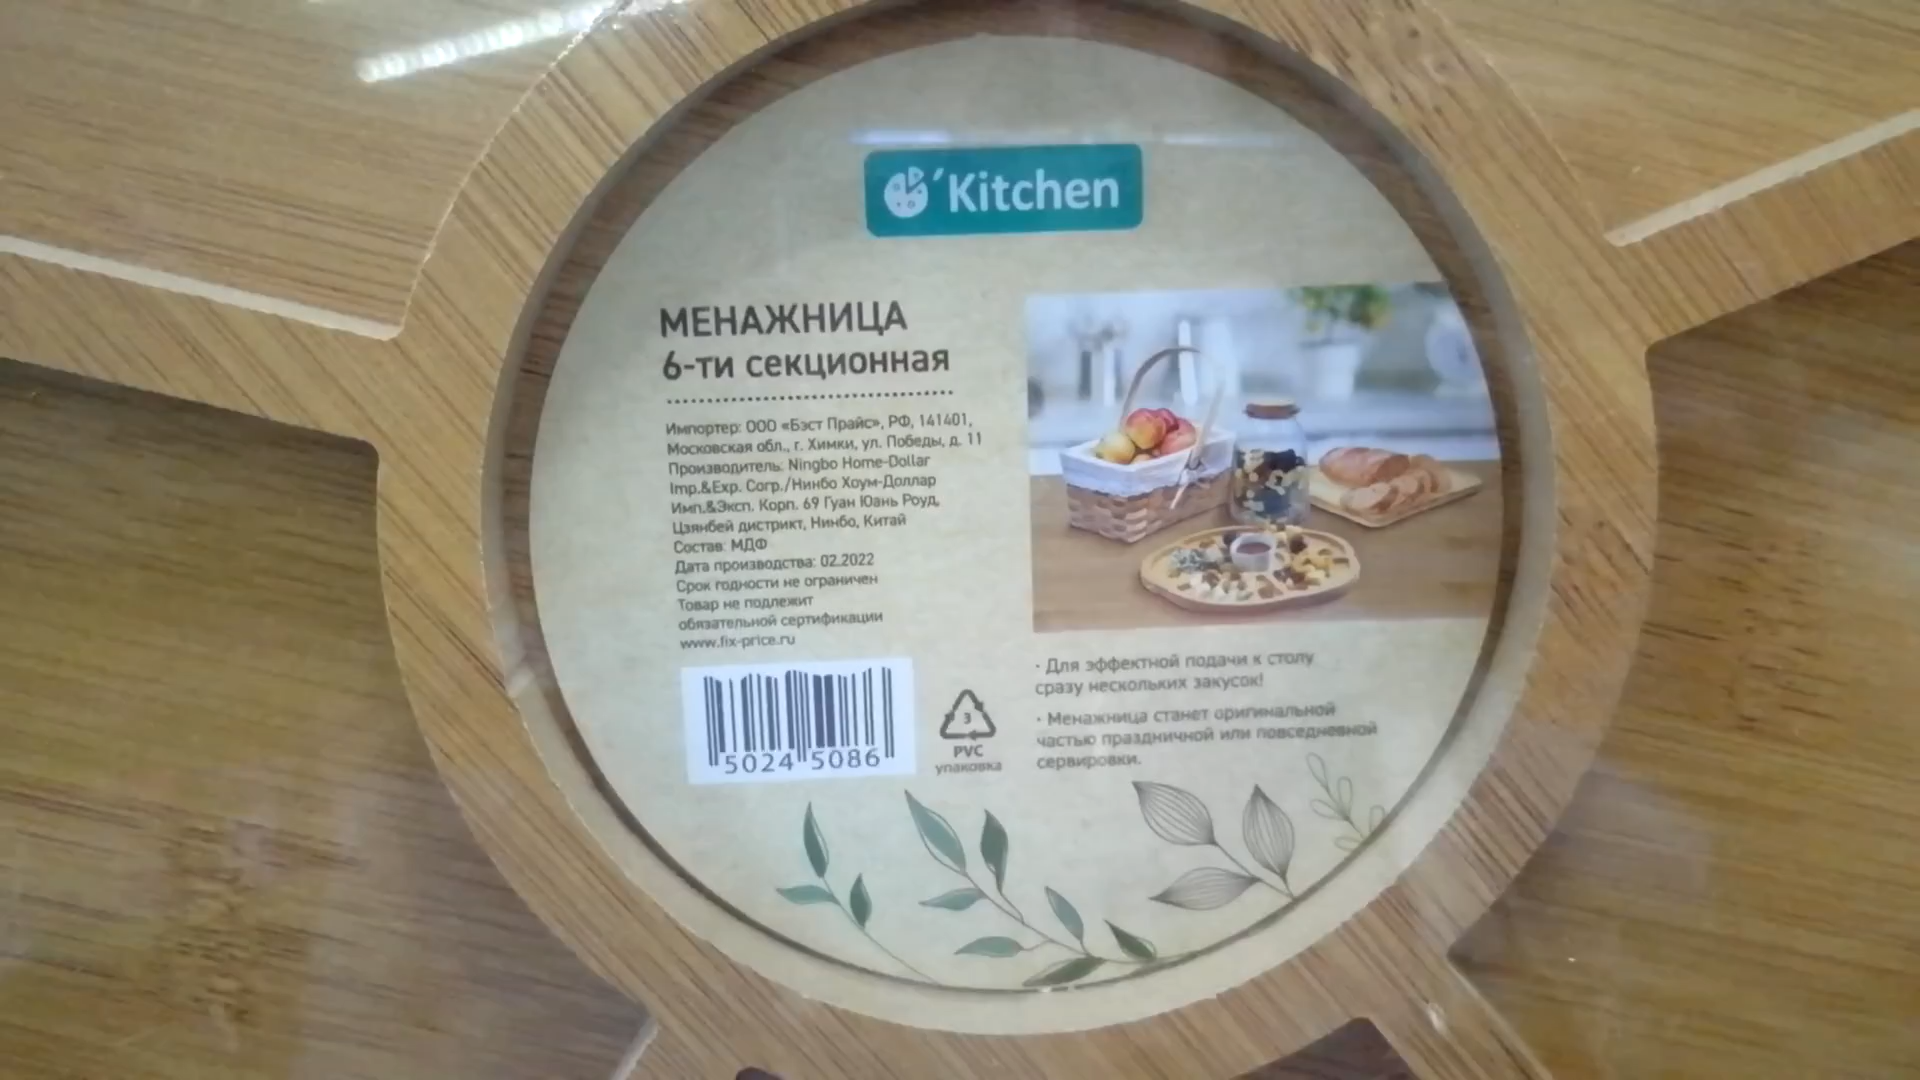 'Kitchen
МЕНАЖНИЦА
6-ти секционная
Импортер: ООО «Бэст Прайс», РФ, 141401,
Московская обл., г. Химки, ул. Победы, д. 11
Производитель: Ningbo Home-Dollar
Imp.&Exp. Corp./Нинбо Хоум-Доллар
Имп.&Эксп. Корп. 69 Гуан Юань Роуд,
Цзянбей дистрикт, Нинбо, Китай
Состав: МДФ
Дата производства: 02.2022
Срок годности не ограничен
Товар не подлежит
обязательной сертификации
www.fix-price.ru
5024 5086
3
PVC
упаковка
· Для эффектной подачи к столу
сразу нескольких закусок!
· Менажница станет оригинальной
частью праздничной или повседневной
сервировки.